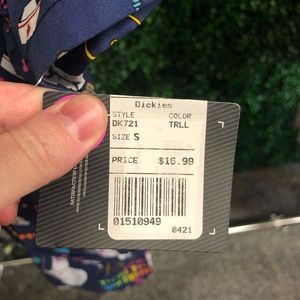 Dickies
STYLE COLOR
DK721 TRLL
SIZE S
PRICE $16.99
01510949
0421